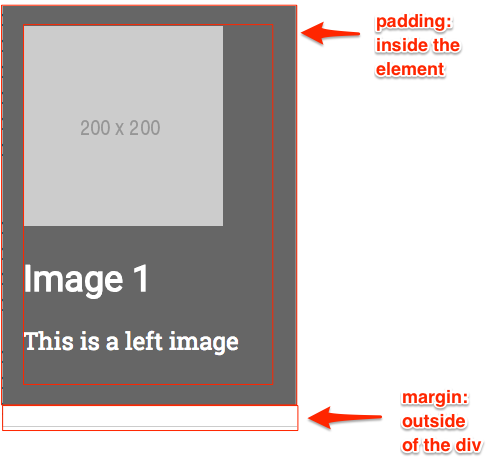 padding:
inside the
element
200 x 200
Image 1
This is a left image
margin:
outside
of the div